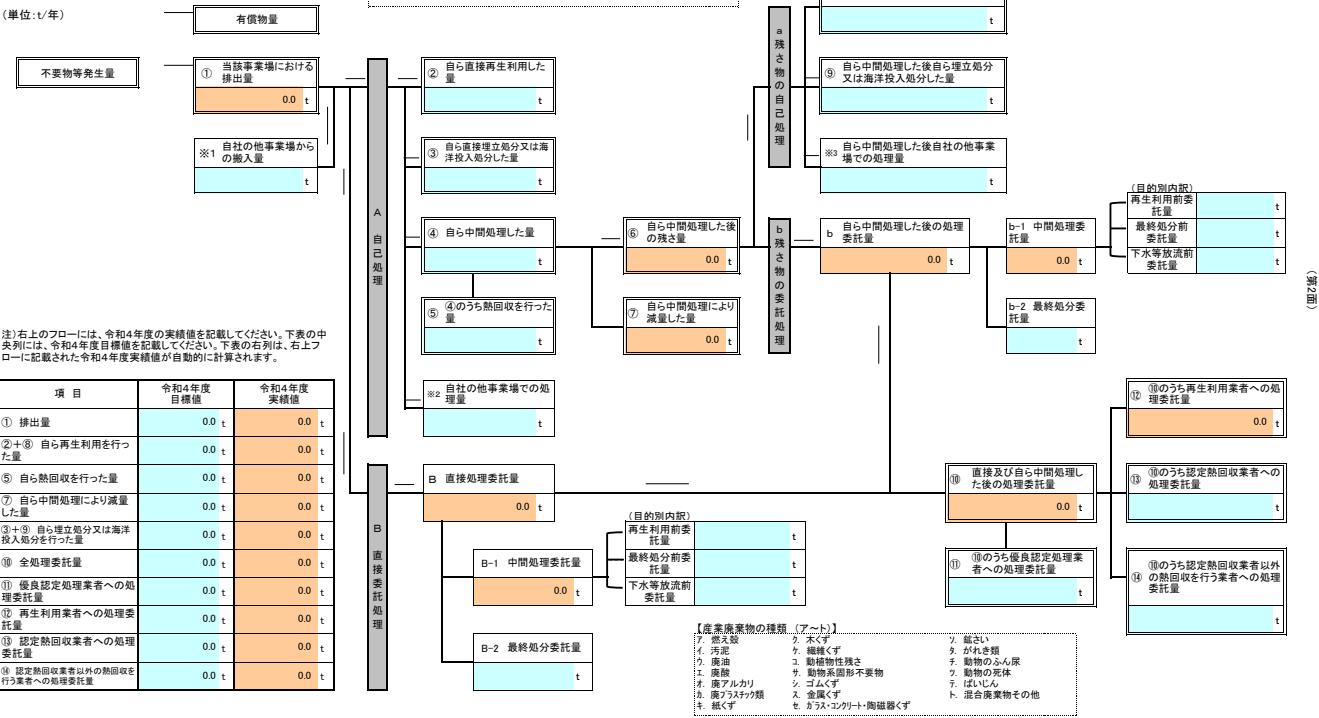 （単位:t/年）
有償物量
t
不要物等発生量
① 当該事業場における
排出量
0.0 t
※1 自社の他事業場から
の搬入量
t
A 自己処理
② 自ら直接再生利用した
量
t
③ 自ら直接埋立処分又は海
洋投入処分した量
t
④ 自ら中間処理した量
t
⑤ ④のうち熱回収を行った
量
t
※2 自社の他事業場での処
理量
t
⑥ 自ら中間処理した後
の残さ量
0.0 t
⑦ 自ら中間処理により
減量した量
0.0 t
a 残さ物の自己処理
⑨ 自ら中間処理した後自ら埋立処分
又は海洋投入処分した量
t
※3 自ら中間処理した後自社の他事業
場での処理量
t
b 残さ物の委託処理
b 自ら中間処理した後の処理
委託量
0.0 t
b-1 中間処理委
託量
0.0 t
b-2 最終処分委
託量
t
（目的別内訳）
再生利用前委
託量
t
最終処分前
委託量
t
下水等放流前
委託量
t
（第2面）
注）右上のフローには、令和４年度の実績値を記載してください。下表の中
央列には、令和４年度目標値を記載してください。下表の右列は、右上フ
ローに記載された令和４年度実績値が自動的に計算されます。
項 目 令和４年度目標値 令和４年度実績値
① 排出量 0.0 t 0.0 t
②＋⑧ 自ら再生利用を行っ
た量 0.0 t 0.0 t
⑤ 自ら熱回収を行った量 0.0 t 0.0 t
⑦ 自ら中間処理により減量
した量 0.0 t 0.0 t
③＋⑨ 自ら埋立処分又は海洋
投入処分を行った量 0.0 t 0.0 t
⑩ 全処理委託量 0.0 t 0.0 t
⑪ 優良認定処理業者への処
理委託量 0.0 t 0.0 t
⑫ 再生利用業者への処理委
託量 0.0 t 0.0 t
⑬ 認定熱回収業者への処理
委託量 0.0 t 0.0 t
⑭ 認定熱回収業者以外の熱回収を
行う業者への処理委託量 0.0 t 0.0 t
B 直接委託処理
B 直接処理委託量
0.0 t
B-1 中間処理委託量
0.0 t
B-2 最終処分委託量
t
（目的別内訳）
再生利用前委
託量
t
最終処分前委
託量
t
下水等放流前
委託量
t
⑩ 直接及び自ら中間処理し
た後の処理委託量
0.0 t
⑪ ⑩のうち優良認定処理業
者への処理委託量
t
⑫ ⑩のうち再生利用業者への処
理委託量
0.0 t
⑬ ⑩のうち認定熱回収業者への
処理委託量
t
⑭ ⑩のうち認定熱回収業者以外
の熱回収を行う業者への処理
委託量
t
【産業廃棄物の種類 （ア～ト）】
ア. 燃え殻 ク. 木くず ソ. 鉱さい
イ. 汚泥 ケ. 繊維くず タ. がれき類
ウ. 廃油 コ. 動植物性残さ チ. 動物のふん尿
エ. 廃酸 サ. 動物系固形不要物 ツ. 動物の死体
オ. 廃アルカリ シ. ゴムくず テ. ばいじん
カ. 廃プラスチック類 ス. 金属くず ト. 混合廃棄物その他
キ. 紙くず セ. ガラス・コンクリート・陶磁器くず